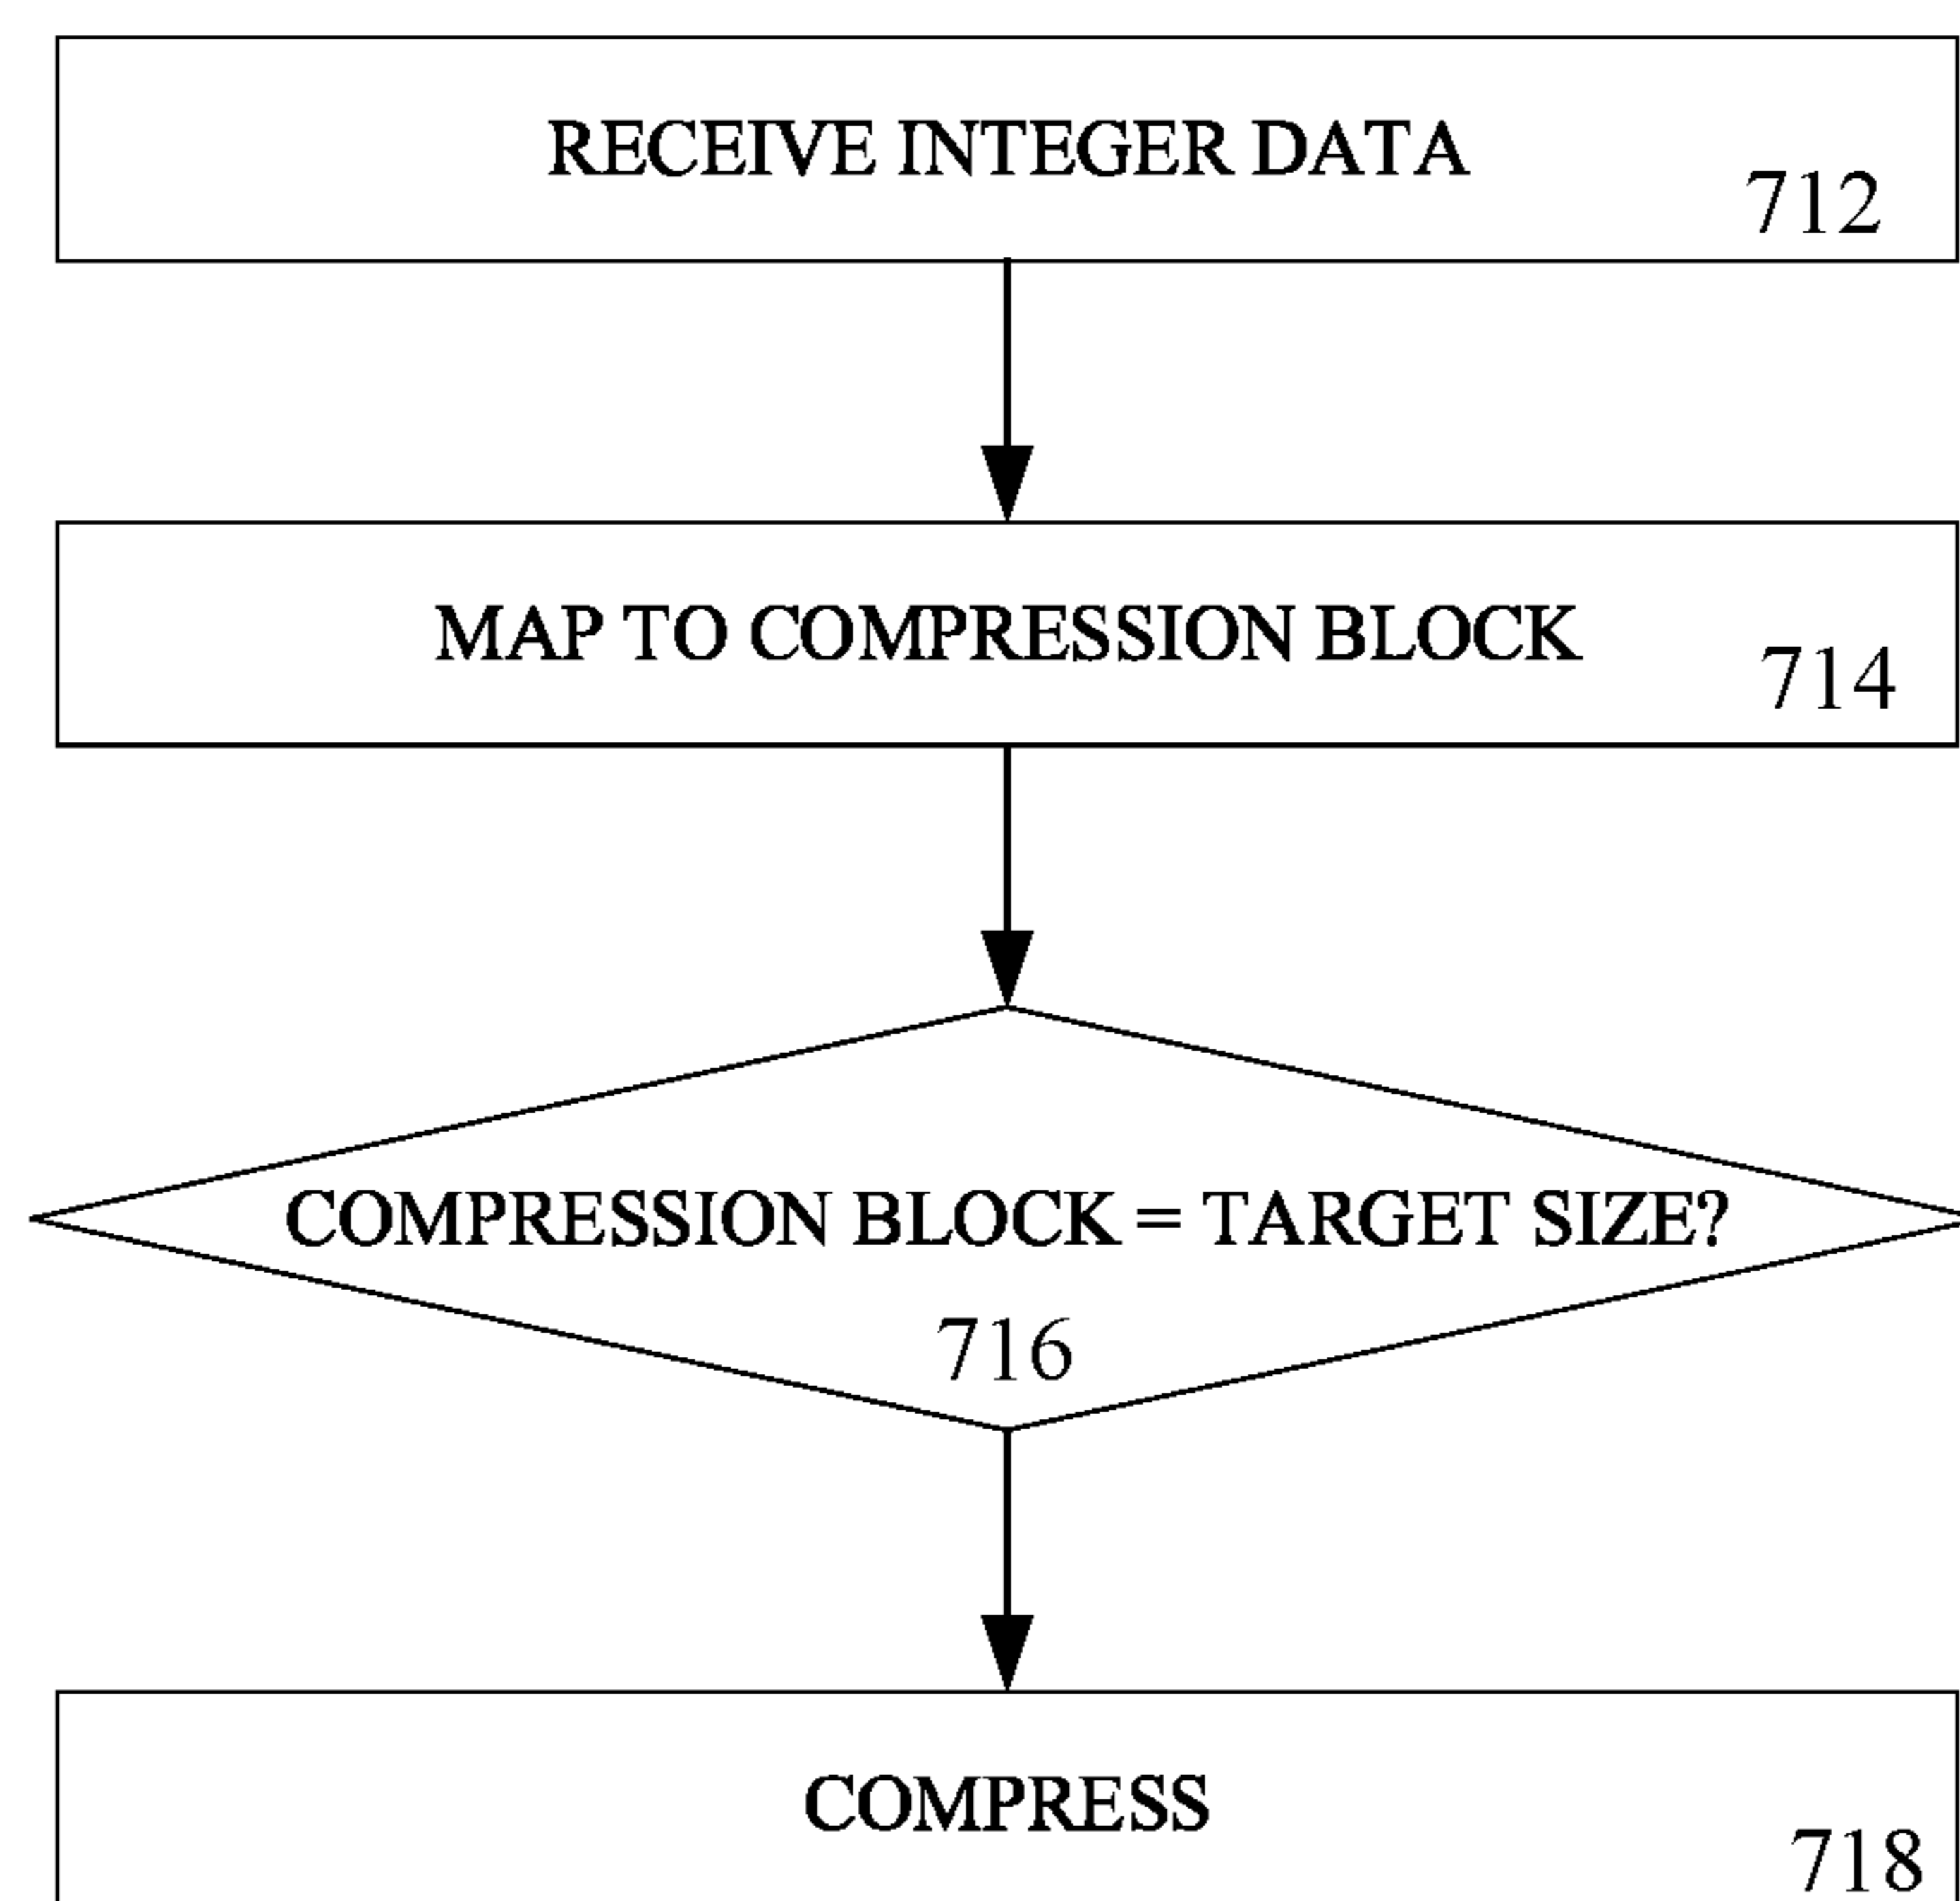 RECEIVE INTEGER DATA
712
MAP TO COMPRESSION BLOCK
714
COMPRESSION BLOCK = TARGET SIZE?
716
COMPRESS
718